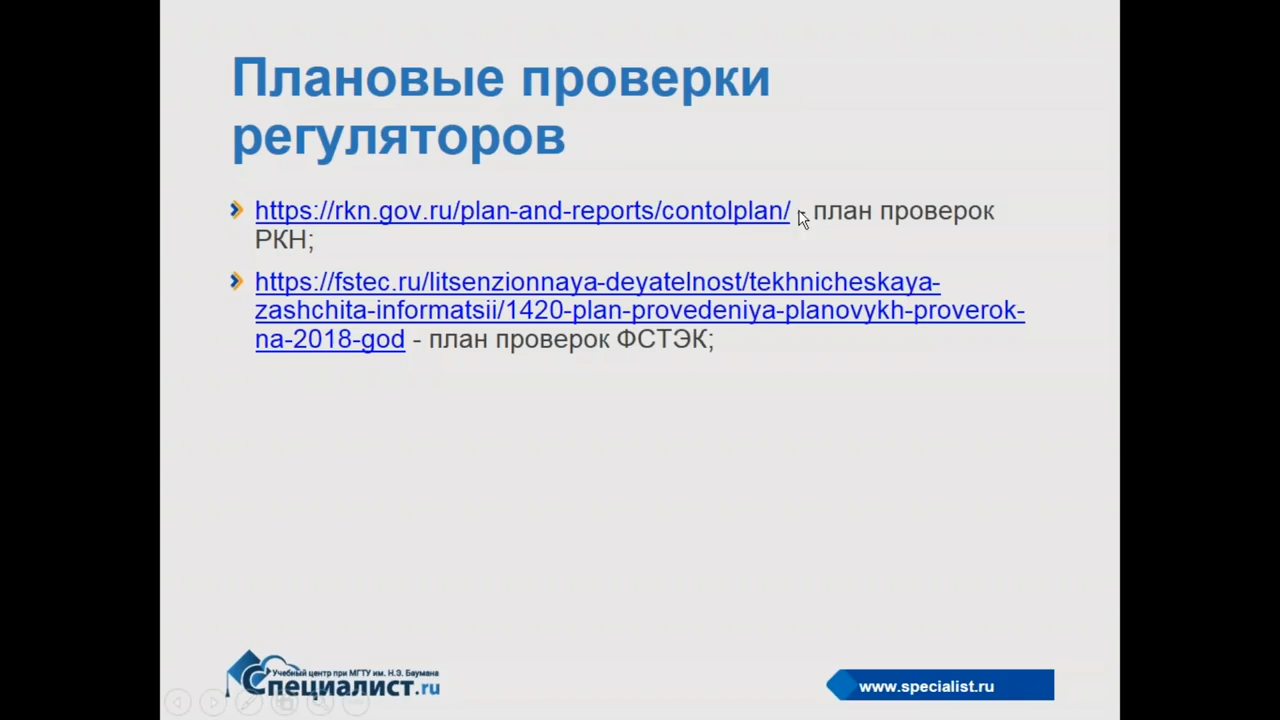 Плановые проверки
регуляторов
https://rkn.gov.ru/plan-and-reports/contolplan/ - план проверок
РКН;
https://fstec.ru/litsenzionnaya-deyatelnost/tekhnicheskaya-
zashchita-informatsii/1420-plan-provedeniya-planovykh-proverok-
na-2018-god - план проверок ФСТЭК;
Учебный центр при МГТУ им. Н.Э. Баумана
Специалист.ru
www.specialist.ru